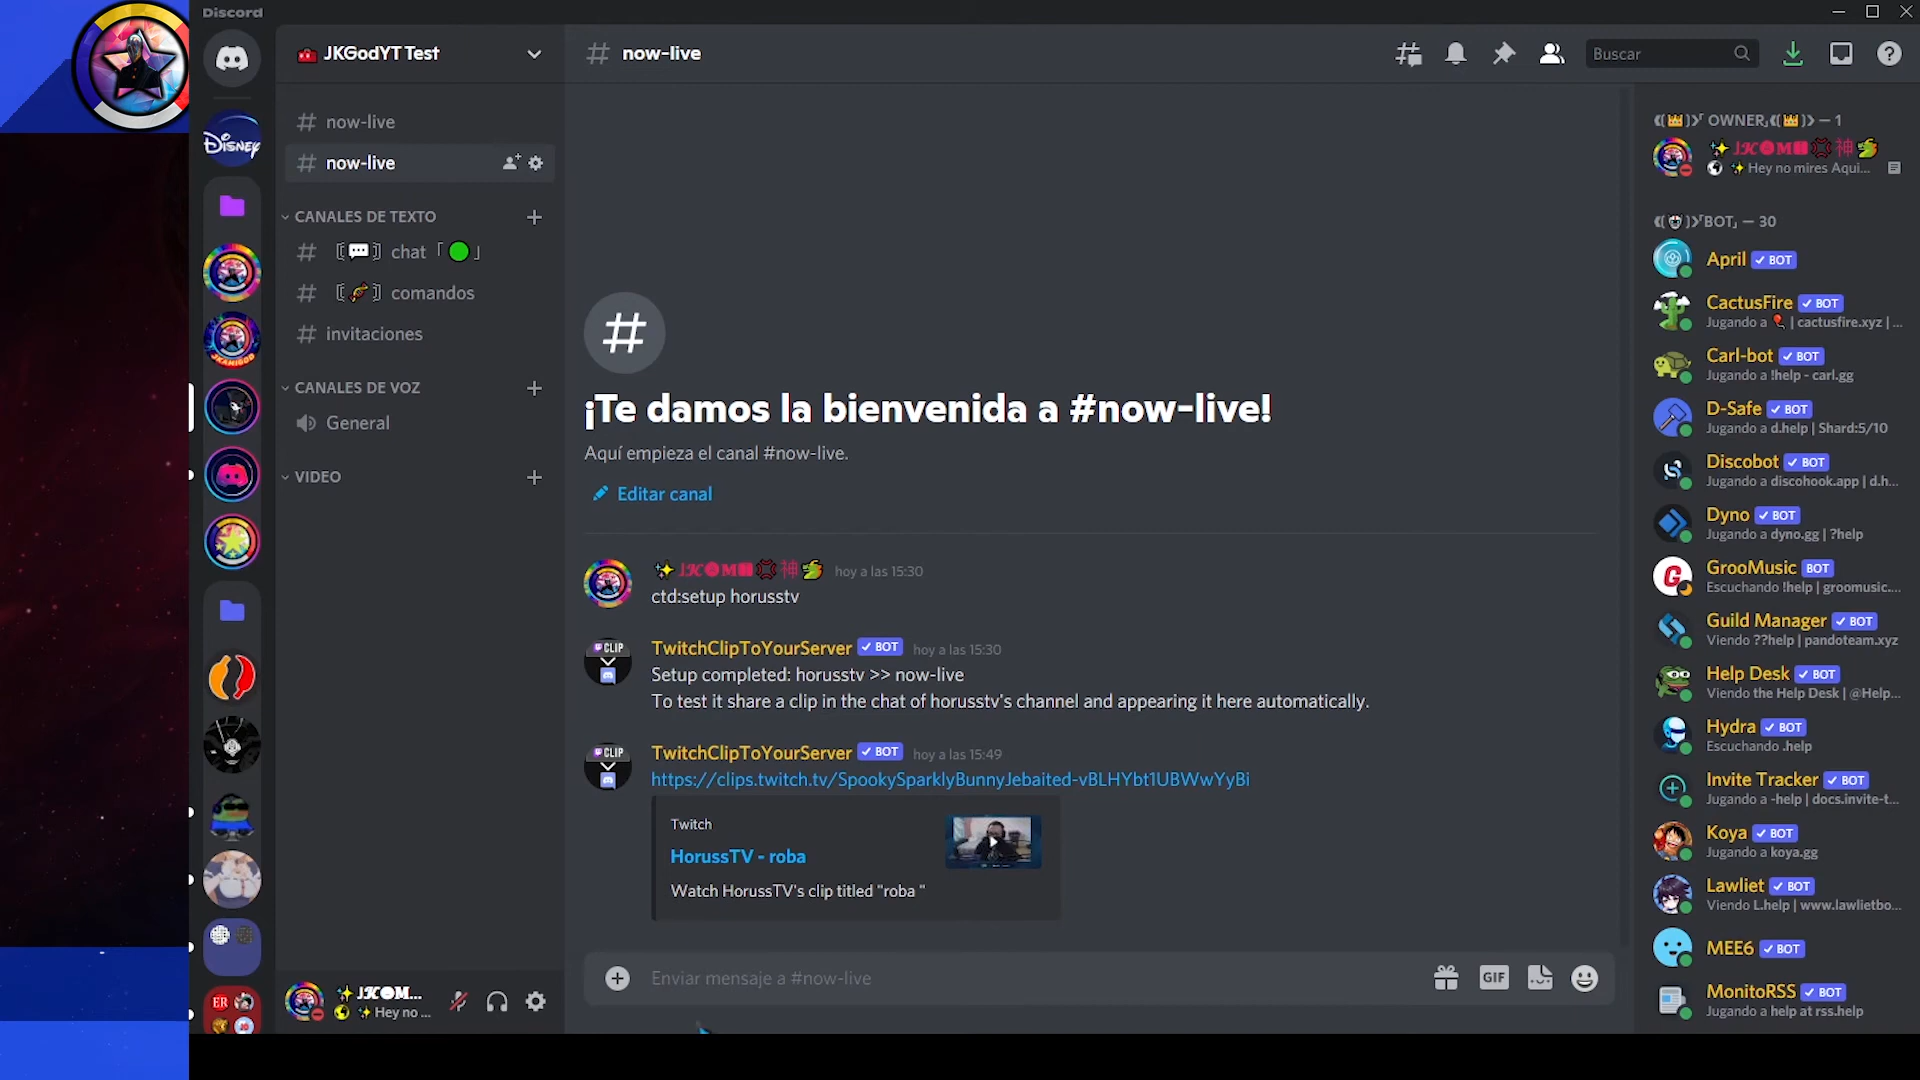 Discord
JKGodYT Test
now-live
Buscar
Disney
now-live
now-live
CANALES DE TEXTO
chat
comandos
invitaciones
CANALES DE VOZ
General
VIDEO
¡Te damos la bienvenida a #now-live!
Aquí empieza el canal #now-live.
Editar canal
hoy a las 15:30
ctd:setup horusstv
CLIP
TwitchClipToYourServer BOT hoy a las 15:30
Setup completed: horusstv >> now-live
To test it share a clip in the chat of horusstv's channel and appearing it here automatically.
CLIP
TwitchClipToYourServer BOT hoy a las 15:49
https://clips.twitch.tv/SpookySparklyBunnyJebaited-vBLHYbt1UBWwYyBi
Twitch
HorussTV - roba
Watch HorussTV's clip titled "roba "
Enviar mensaje a #now-live
GIF
Hey no ...
ER
OWNER — 1
神
Hey no mires Aqui...
BOT — 30
April BOT
CactusFire BOT
Jugando a | cactusfire.xyz | ...
Carl-bot BOT
Jugando a !help - carl.gg
D-Safe BOT
Jugando a d.help | Shard:5/10
Discobot BOT
Jugando a discohook.app | d.h...
Dyno BOT
Jugando a dyno.gg | ?help
GrooMusic BOT
Escuchando !help | groomusic....
Guild Manager BOT
Viendo ??help | pandoteam.xyz
Help Desk BOT
Viendo the Help Desk | @Help...
Hydra BOT
Escuchando .help
Invite Tracker BOT
Jugando a -help | docs.invite-t...
Koya BOT
Jugando a koya.gg
Lawliet BOT
Viendo L.help | www.lawlietbo...
MEE6 BOT
MonitoRSS BOT
Jugando a help at rss.help